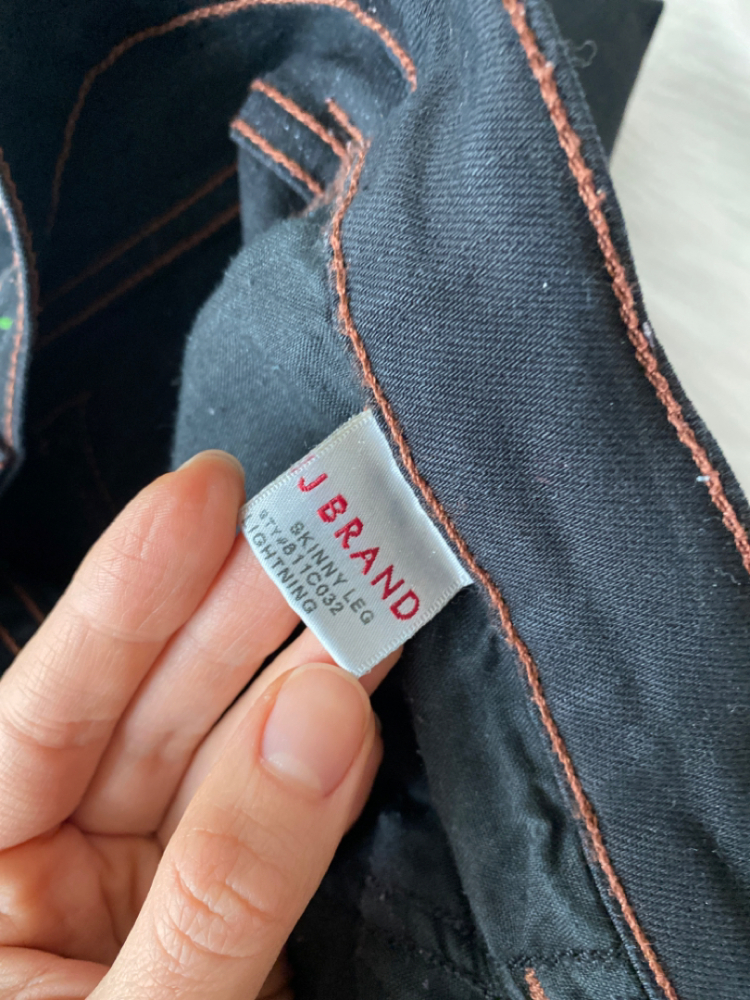 J BRAND
SKINNY LEG
STY#811C032
LIGHTNING